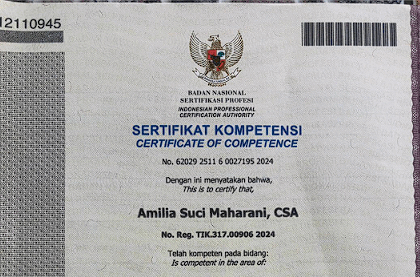 12110945
BADAN NASIONAL
SERTIFIKASI PROFESI
INDONESIAN PROFESSIONAL
CERTIFICATION AUTHORITY
SERTIFIKAT KOMPETENSI
CERTIFICATE OF COMPETENCE
No. 62029 2511 6 0027195 2024
Dengan ini menyatakan bahwa,
This is to certify that,
Amilia Suci Maharani, CSA
No. Reg. TIK.317.00906 2024
Telah kompeten pada bidang:
Is competent in the area of: